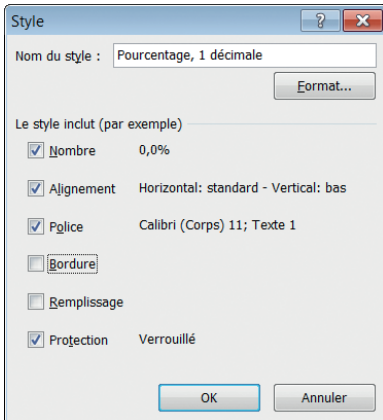 Style
Nom du style : Pourcentage, 1 décimale
Format...
Le style inclut (par exemple)
Nombre 0,0%
Alignement Horizontal: standard - Vertical: bas
Police Calibri (Corps) 11; Texte 1
Bordure
Remplissage
Protection Verrouillé
OK Annuler